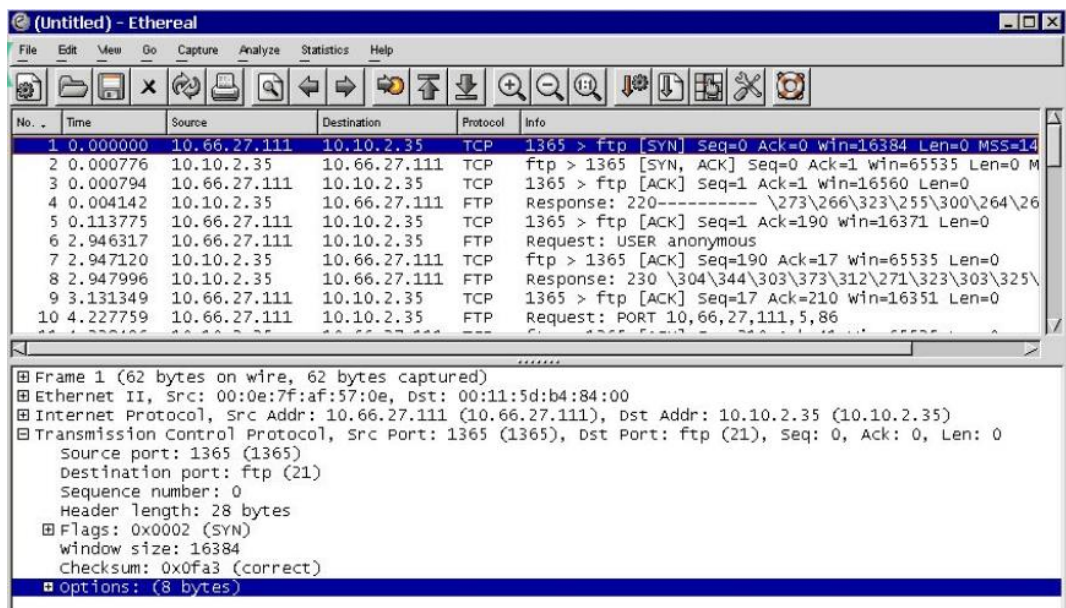 (Untitled) - Ethereal
File Edit View Go Capture Analyze Statistics Help
No. . Time Source Destination Protocol Info
1 0.000000 10.66.27.111 10.10.2.35 TCP 1365 > ftp [SYN] Seq=0 Ack=0 Win=16384 Len=0 MSS=14
2 0.000776 10.10.2.35 10.66.27.111 TCP ftp > 1365 [SYN, ACK] Seq=0 Ack=1 Win=65535 Len=0 M
3 0.000794 10.66.27.111 10.10.2.35 TCP 1365 > ftp [ACK] Seq=1 Ack=1 Win=16560 Len=0
4 0.004142 10.10.2.35 10.66.27.111 FTP Response: 220---------- \273\266\323\255\300\264\26
5 0.113775 10.66.27.111 10.10.2.35 TCP 1365 > ftp [ACK] Seq=1 Ack=190 Win=16371 Len=0
6 2.946317 10.66.27.111 10.10.2.35 FTP Request: USER anonymous
7 2.947120 10.10.2.35 10.66.27.111 TCP ftp > 1365 [ACK] Seq=190 Ack=17 Win=65535 Len=0
8 2.947996 10.10.2.35 10.66.27.111 FTP Response: 230 \304\344\303\373\312\271\323\303\325\
9 3.131349 10.66.27.111 10.10.2.35 TCP 1365 > ftp [ACK] Seq=17 Ack=210 Win=16351 Len=0
10 4.227759 10.66.27.111 10.10.2.35 FTP Request: PORT 10,66,27,111,5,86
Frame 1 (62 bytes on wire, 62 bytes captured)
Ethernet II, Src: 00:0e:7f:af:57:0e, Dst: 00:11:5d:b4:84:00
Internet Protocol, Src Addr: 10.66.27.111 (10.66.27.111), Dst Addr: 10.10.2.35 (10.10.2.35)
Transmission Control Protocol, Src Port: 1365 (1365), Dst Port: ftp (21), Seq: 0, Ack: 0, Len: 0
Source port: 1365 (1365)
Destination port: ftp (21)
Sequence number: 0
Header length: 28 bytes
Flags: 0x0002 (SYN)
Window size: 16384
Checksum: 0x0fa3 (correct)
Options: (8 bytes)